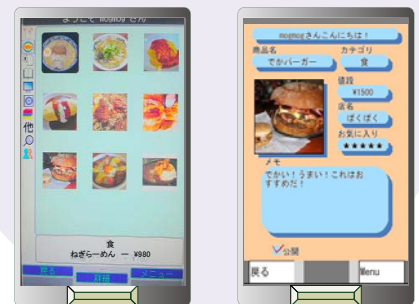 ようこそ mogmog さん
他
食
ねぎらーめん ー ¥980
戻る
詳細
メニュー
mogmogさんこんにちは！
商品名
カテゴリ
でかバーガー
食
値段
¥1500
店名
ぱくぱく
お気に入り
★★★★★
メモ
でかい！うまい！これはお
すすめだ！
公開
戻る
Menu